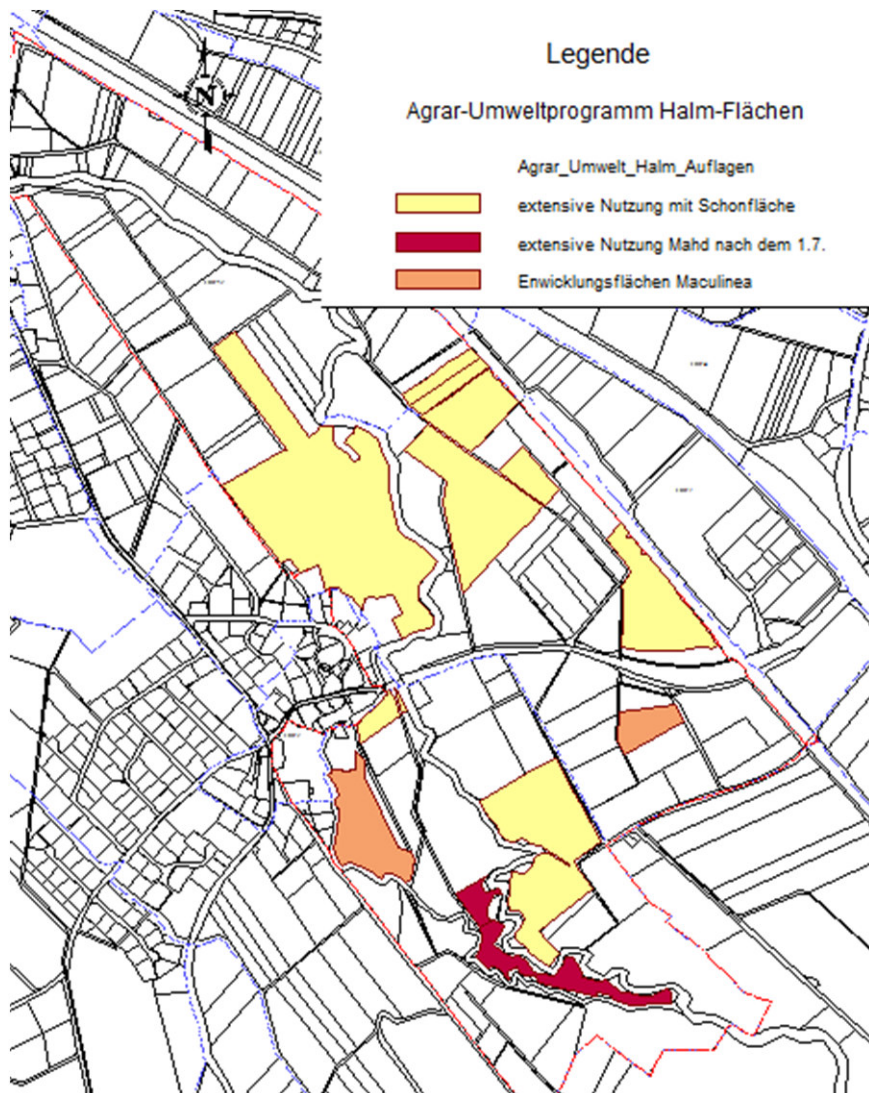 Legende
Agrar-Umweltprogramm Halm-Flächen
Agrar_Umwelt_Halm_Auflagen
extensive Nutzung mit Schonfläche
extensive Nutzung Mahd nach dem 1.7.
Enwicklungsflächen Maculinea
N